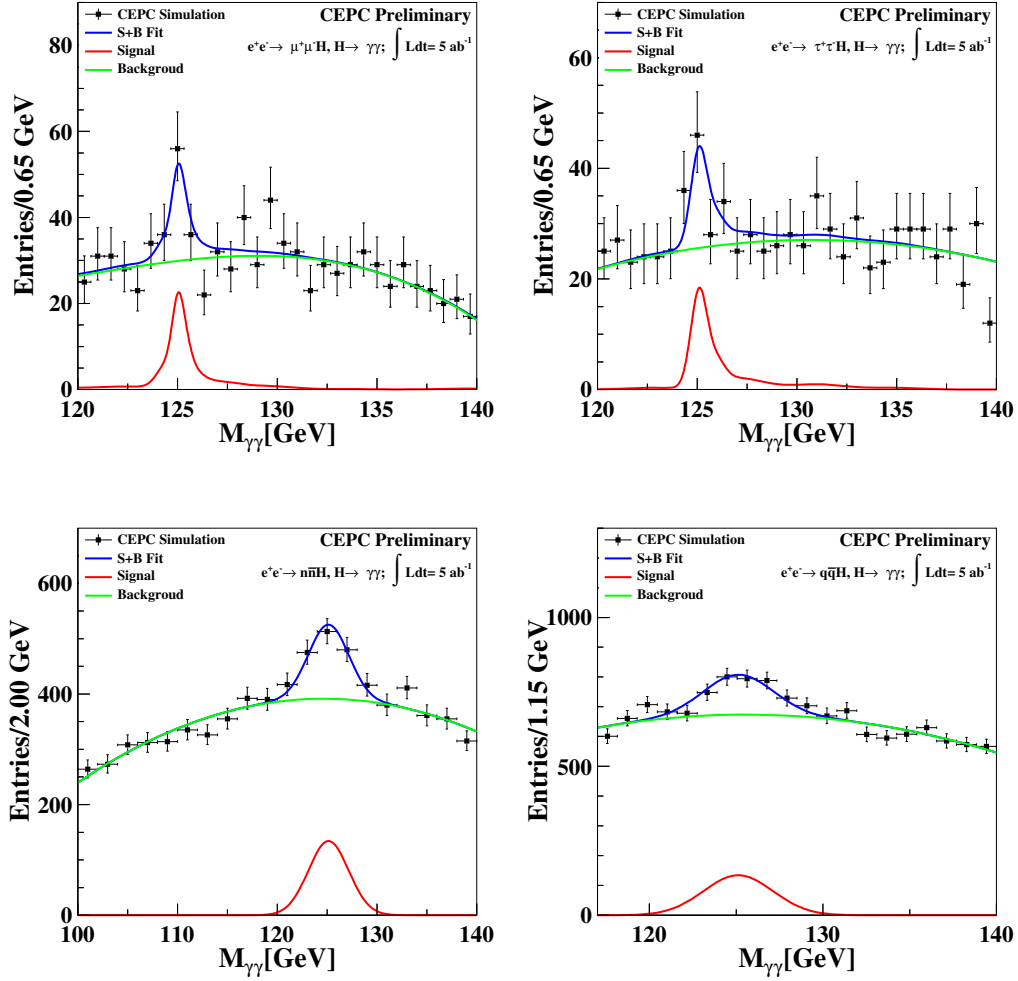 CEPC Preliminary
CEPC Simulation
S+B Fit
Signal
Backgroud
e⁺e⁻→ μ⁺μ⁻H, H→ γγ; ∫ Ldt= 5 ab⁻¹
Entries/0.65 GeV
80
60
40
20
0
120 125 130 135 140
Mγγ[GeV]
CEPC Preliminary
CEPC Simulation
S+B Fit
Signal
Backgroud
e⁺e⁻→ τ⁺τ⁻H, H→ γγ; ∫ Ldt= 5 ab⁻¹
Entries/0.65 GeV
60
40
20
0
120 125 130 135 140
Mγγ[GeV]
CEPC Preliminary
CEPC Simulation
S+B Fit
Signal
Backgroud
e⁺e⁻→ nn̅H, H→ γγ; ∫ Ldt= 5 ab⁻¹
Entries/2.00 GeV
600
400
200
0
100 110 120 130 140
Mγγ[GeV]
CEPC Preliminary
CEPC Simulation
S+B Fit
Signal
Backgroud
e⁺e⁻→ qq̅H, H→ γγ; ∫ Ldt= 5 ab⁻¹
Entries/1.15 GeV
1000
500
0
120 130 140
Mγγ[GeV]